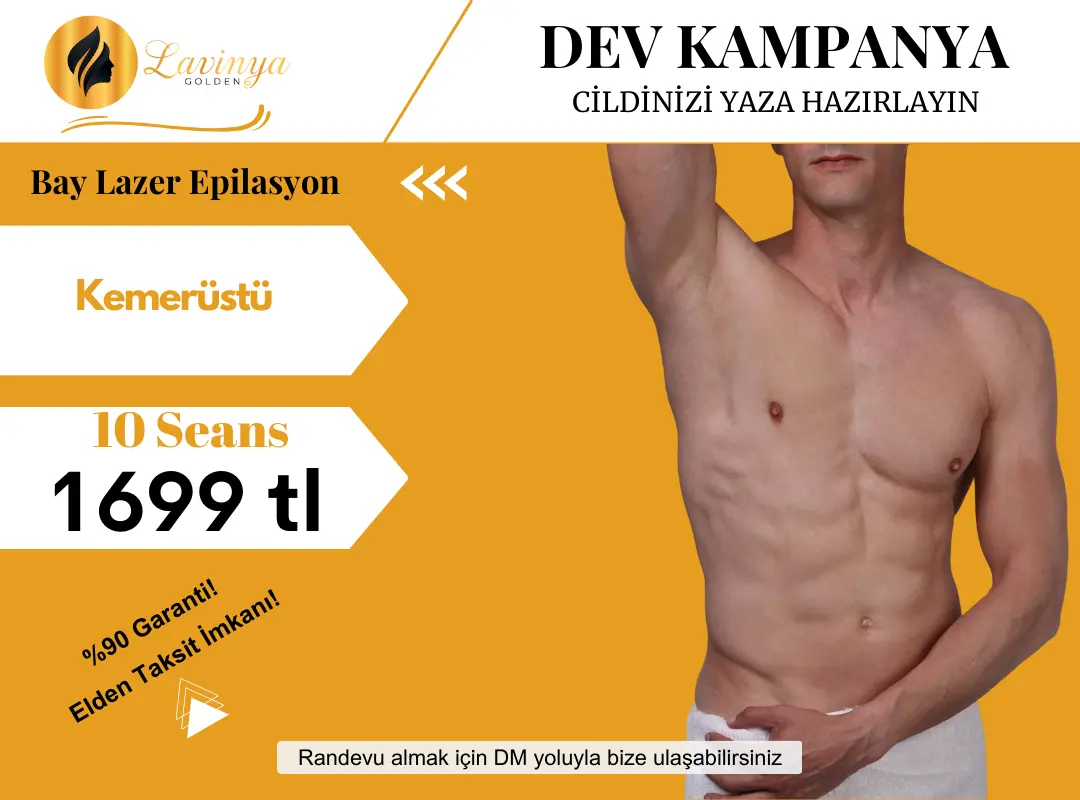 Lavinya
GOLDEN
DEV KAMPANYA
CİLDİNİZİ YAZA HAZIRLAYIN
Bay Lazer Epilasyon
Kemerüstü
10 Seans
1699 tl
%90 Garanti!
Elden Taksit İmkanı!
Randevu almak için DM yoluyla bize ulaşabilirsiniz